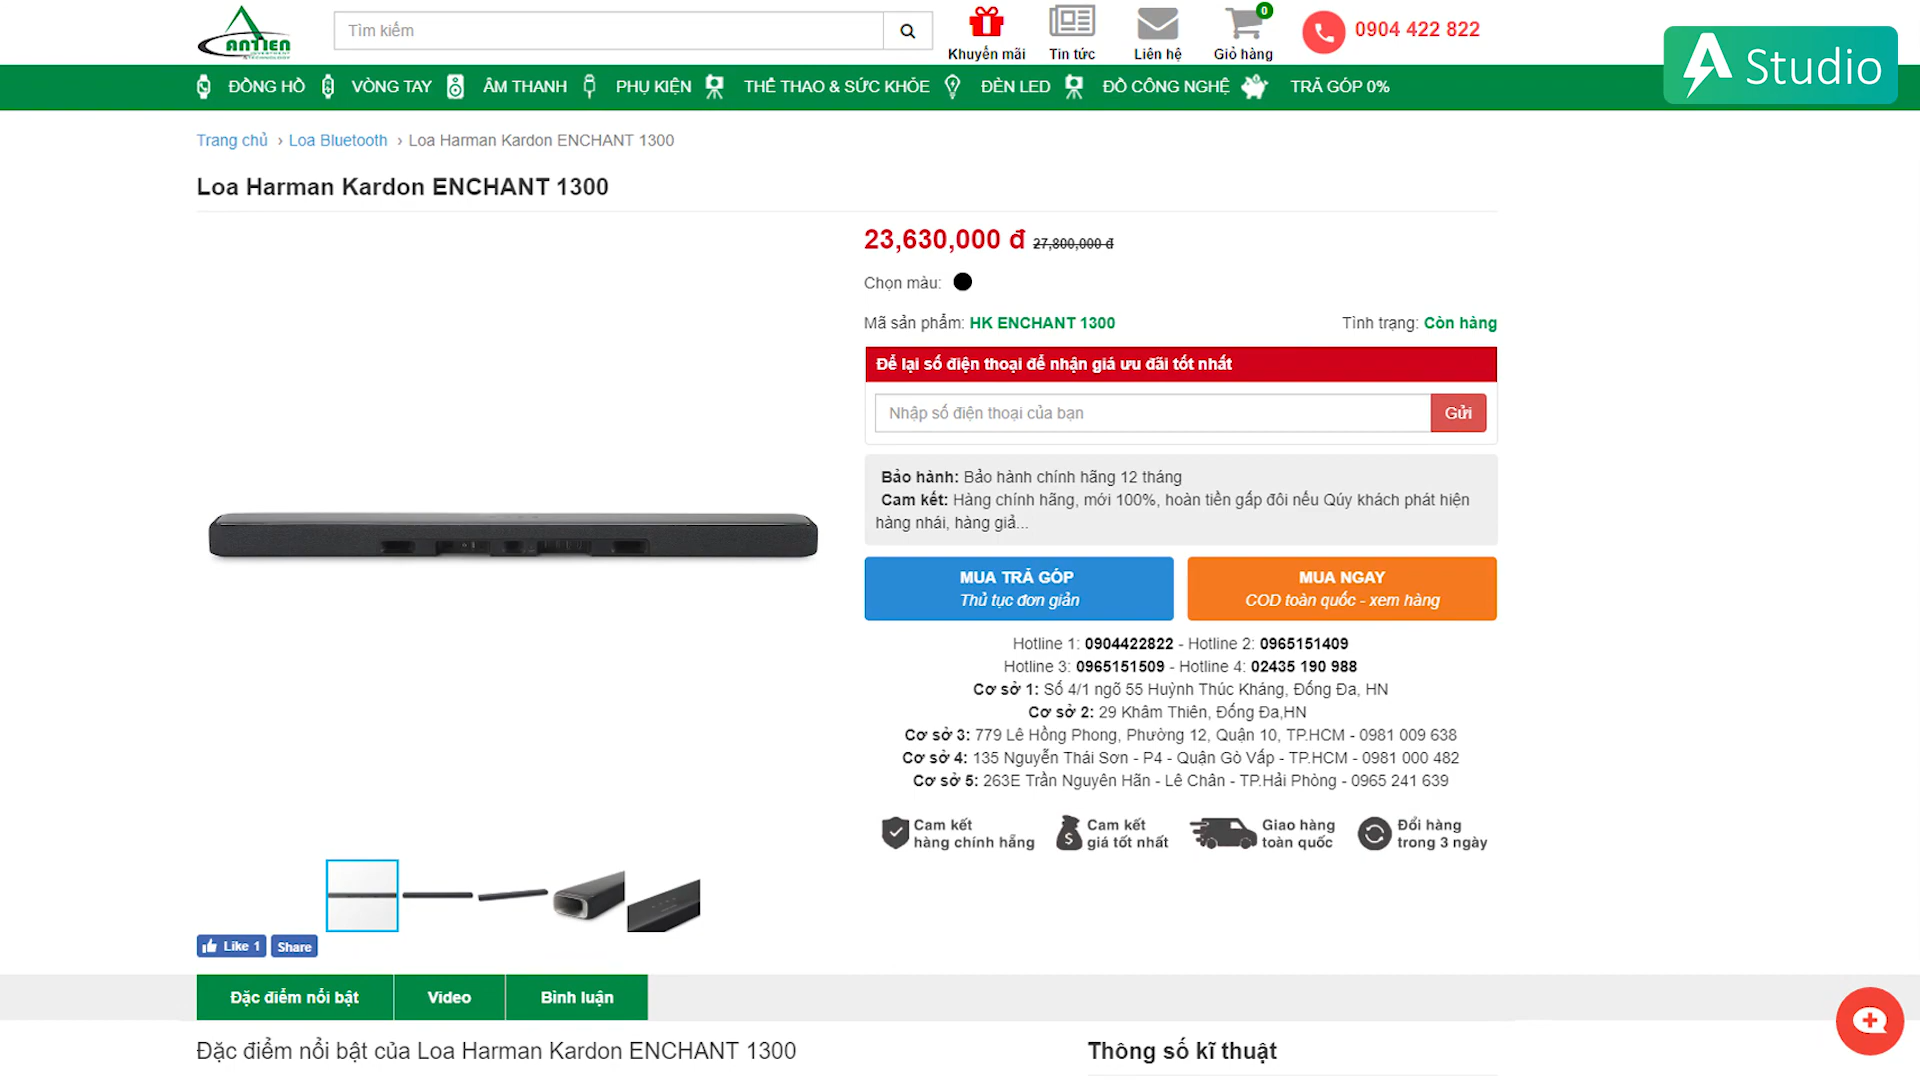 ANTIEN
TECHNOLOGY
Tìm kiếm
Khuyến mãi
Tin tức
Liên hệ
0
Giỏ hàng
0904 422 822
Studio
ĐỒNG HỒ
VÒNG TAY
ÂM THANH
PHỤ KIỆN
THỂ THAO & SỨC KHỎE
ĐÈN LED
ĐỒ CÔNG NGHỆ
TRẢ GÓP 0%
Trang chủ › Loa Bluetooth › Loa Harman Kardon ENCHANT 1300
Loa Harman Kardon ENCHANT 1300
23,630,000 đ 27,800,000 đ
Chọn màu:
Mã sản phẩm: HK ENCHANT 1300
Tình trạng: Còn hàng
Để lại số điện thoại để nhận giá ưu đãi tốt nhất
Nhập số điện thoại của bạn
Gửi
Bảo hành: Bảo hành chính hãng 12 tháng
Cam kết: Hàng chính hãng, mới 100%, hoàn tiền gấp đôi nếu Qúy khách phát hiện
hàng nhái, hàng giả...
MUA TRẢ GÓP
Thủ tục đơn giản
MUA NGAY
COD toàn quốc - xem hàng
Hotline 1: 0904422822 - Hotline 2: 0965151409
Hotline 3: 0965151509 - Hotline 4: 02435 190 988
Cơ sở 1: Số 4/1 ngõ 55 Huỳnh Thúc Kháng, Đống Đa, HN
Cơ sở 2: 29 Khâm Thiên, Đống Đa,HN
Cơ sở 3: 779 Lê Hồng Phong, Phường 12, Quận 10, TP.HCM - 0981 009 638
Cơ sở 4: 135 Nguyễn Thái Sơn - P4 - Quận Gò Vấp - TP.HCM - 0981 000 482
Cơ sở 5: 263E Trần Nguyên Hãn - Lê Chân - TP.Hải Phòng - 0965 241 639
Cam kết
hàng chính hãng
Cam kết
giá tốt nhất
Giao hàng
toàn quốc
Đổi hàng
trong 3 ngày
Like 1
Share
Đặc điểm nổi bật
Video
Bình luận
Đặc điểm nổi bật của Loa Harman Kardon ENCHANT 1300
Thông số kĩ thuật